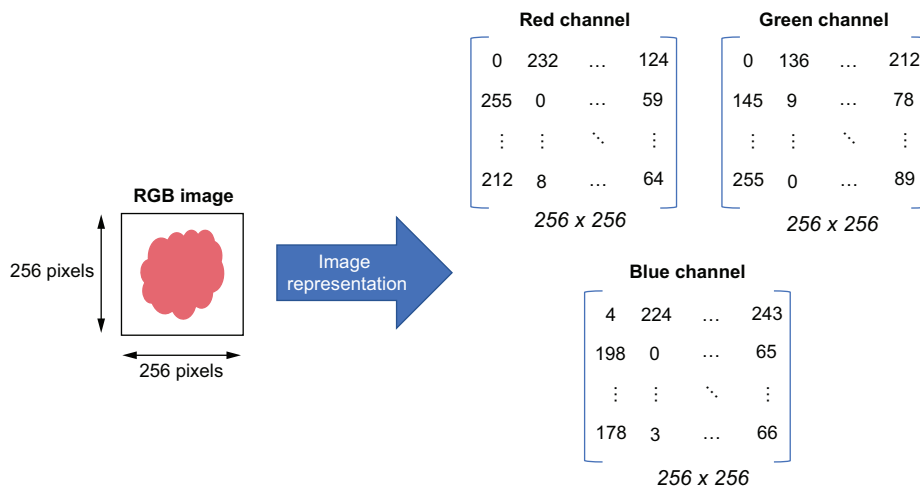 Red channel
0 232 … 124
255 0 … 59
⋮ ⋮ ⋱ ⋮
212 8 … 64
256 x 256
Green channel
0 136 … 212
145 9 … 78
⋮ ⋮ ⋱ ⋮
255 0 … 89
256 x 256
RGB image
256 pixels
256 pixels
Image
representation
Blue channel
4 224 … 243
198 0 … 65
⋮ ⋮ ⋱ ⋮
178 3 … 66
256 x 256